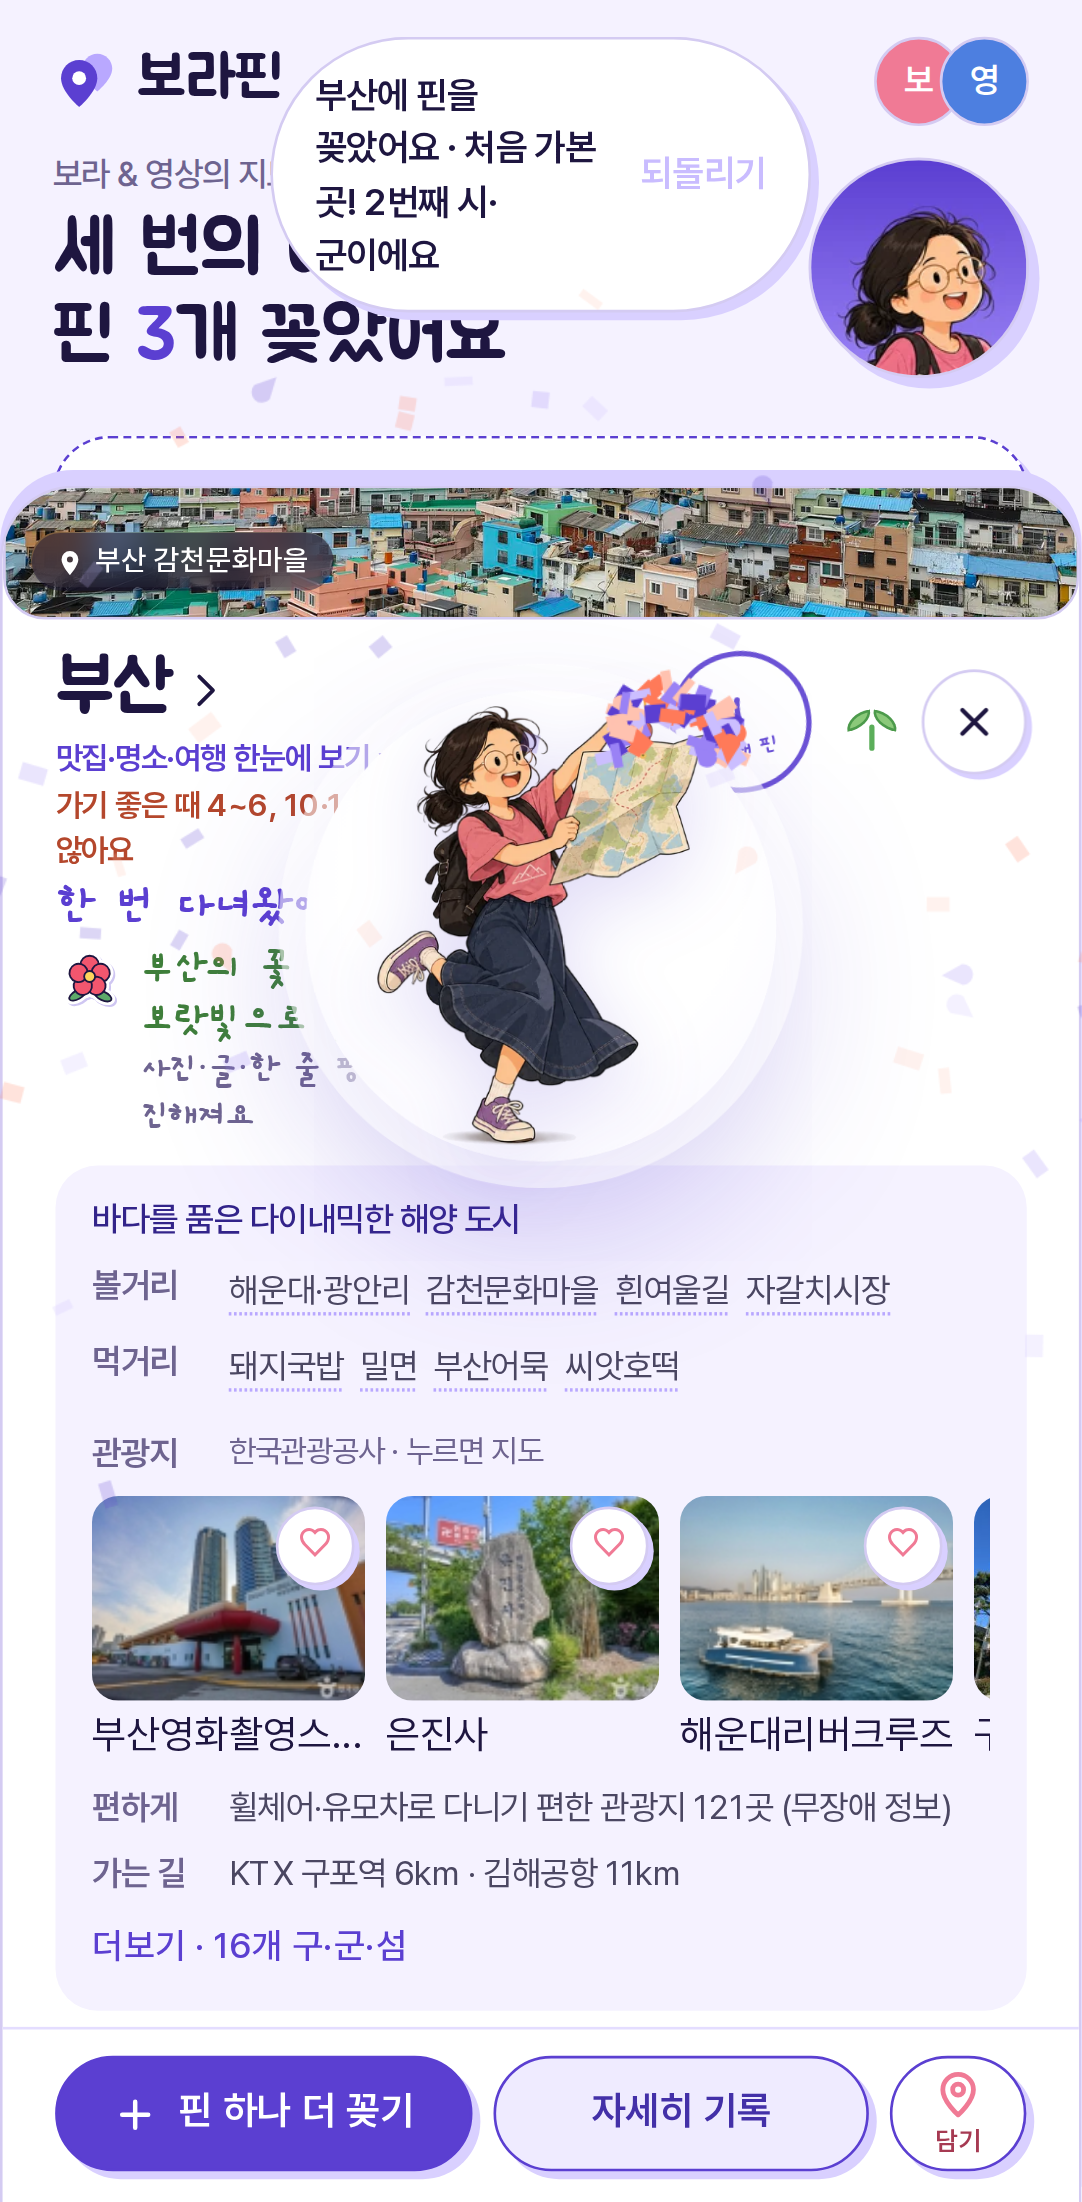 보라핀
부산에 핀을
꽂았어요 · 처음 가본
곳! 2번째 시·
군이에요
되돌리기
보 영
보라 & 영상의 지
세 번의
핀 3개 꽂았어요
부산 감천문화마을
부산
핀
맛집·명소·여행 한눈에 보기
가기 좋은 때 4~6, 10·1
않아요
한 번 다녀왔
부산의 꽃
보랏빛으로
사진·글·한 줄
진해져요
바다를 품은 다이내믹한 해양 도시
볼거리 해운대·광안리 감천문화마을 흰여울길 자갈치시장
먹거리 돼지국밥 밀면 부산어묵 씨앗호떡
관광지 한국관광공사 · 누르면 지도
부산영화촬영스... 은진사 해운대리버크루즈
편하게 휠체어·유모차로 다니기 편한 관광지 121곳 (무장애 정보)
가는 길 KTX 구포역 6km · 김해공항 11km
더보기 · 16개 구·군·섬
+ 핀 하나 더 꽂기 자세히 기록 담기